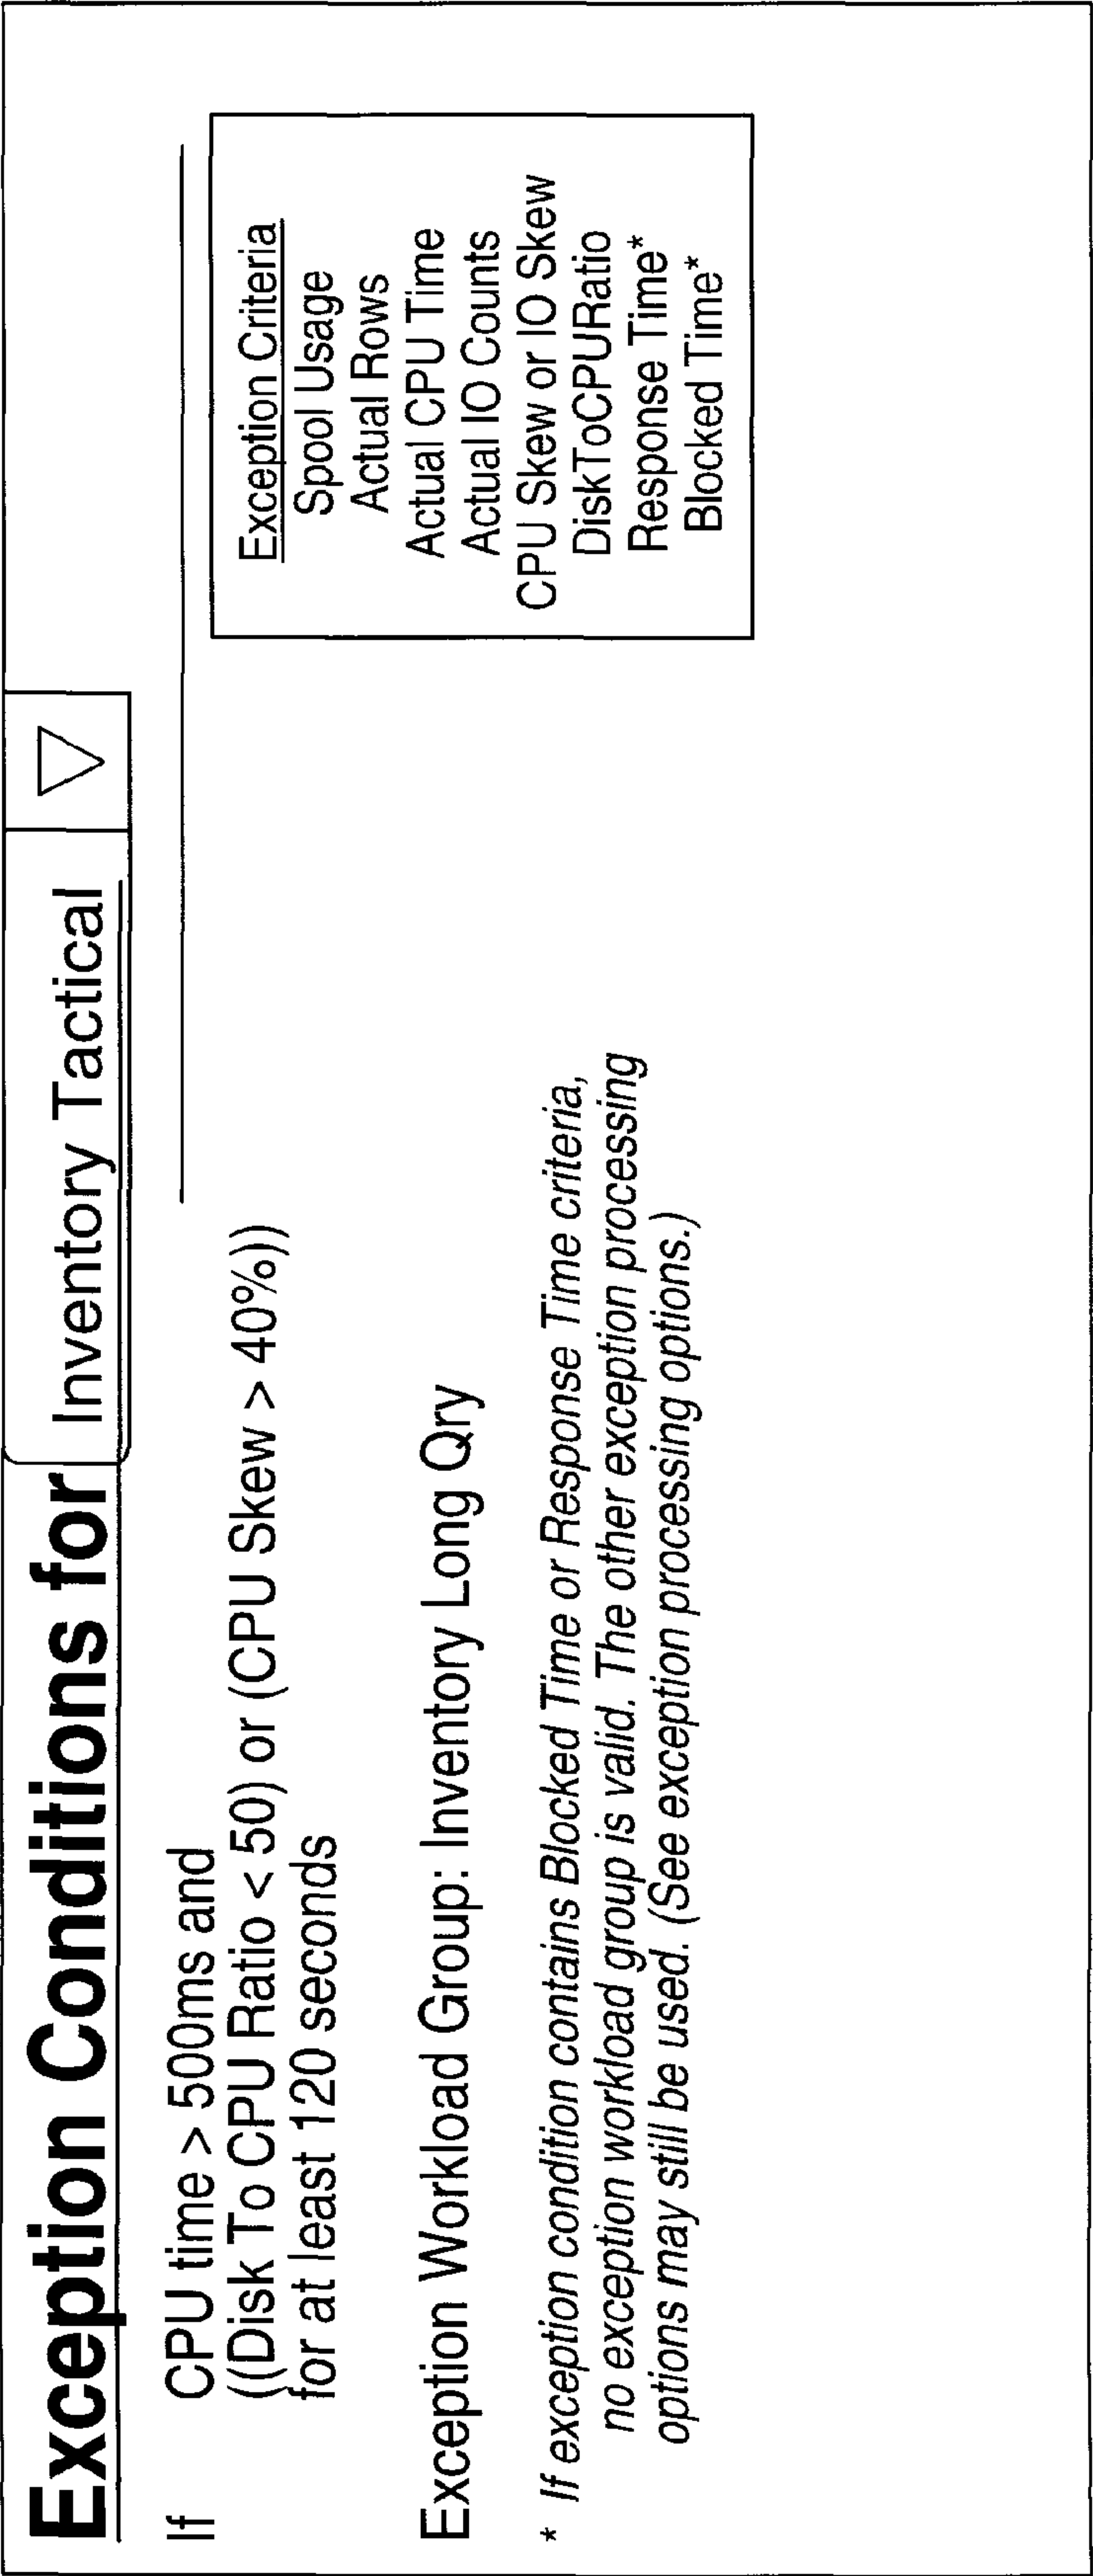 Exception Conditions for Inventory Tactical
If CPU time > 500ms and
((Disk To CPU Ratio < 50) or (CPU Skew > 40%))
for at least 120 seconds
Exception Workload Group: Inventory Long Qry
* If exception condition contains Blocked Time or Response Time criteria,
no exception workload group is valid. The other exception processing
options may still be used. (See exception processing options.)
Exception Criteria
Spool Usage
Actual Rows
Actual CPU Time
Actual IO Counts
CPU Skew or IO Skew
DiskToCPURatio
Response Time*
Blocked Time*